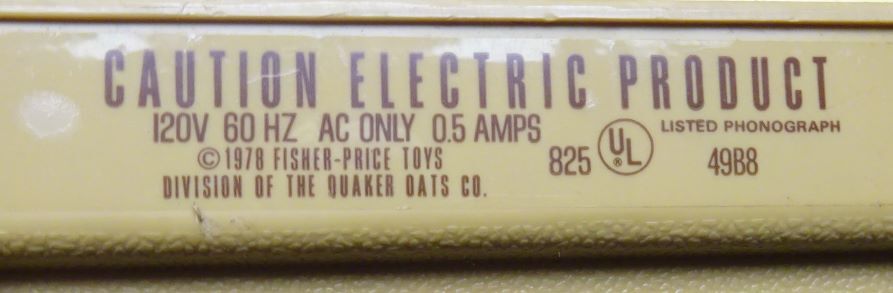 CAUTION ELECTRIC PRODUCT
120V 60 HZ AC ONLY 0.5 AMPS
© 1978 FISHER-PRICE TOYS
DIVISION OF THE QUAKER OATS CO.
825 UL ® LISTED PHONOGRAPH
49B8